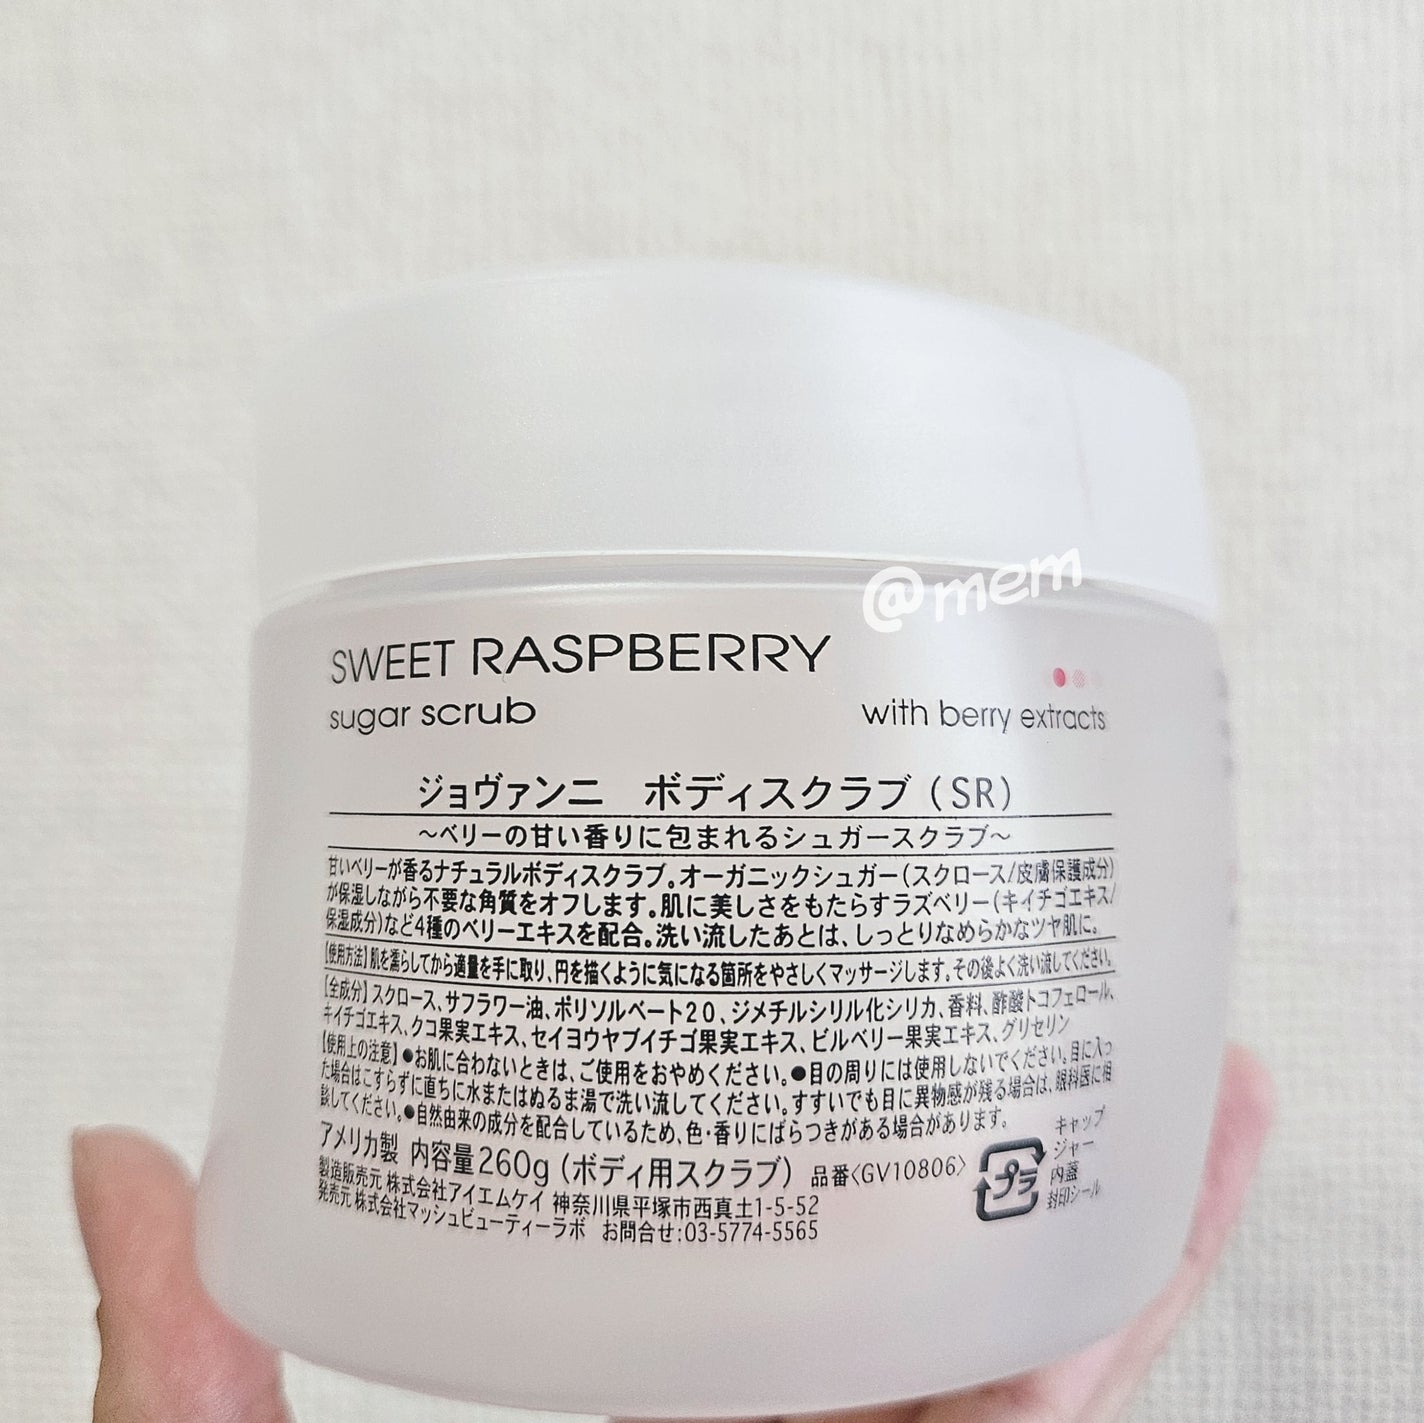 @mem
SWEET RASPBERRY
sugar scrub
with berry extracts
ジョヴァンニ ボディスクラブ(SR)
～ベリーの甘い香りに包まれるシュガースクラブ～
甘いベリーが香るナチュラルボディスクラブ。オーガニックシュガー(スクロース/皮膚保護成分)
が保湿しながら不要な角質をオフします。肌に美しさをもたらすラズベリー(キイチゴエキス/
保湿成分)など4種のベリーエキスを配合。洗い流したあとは、しっとりなめらかなツヤ肌に。
【使用方法】肌を濡らしてから適量を手に取り、円を描くように気になる箇所をやさしくマッサージします。その後よく洗い流してください。
【全成分】スクロース、サフラワー油、ポリソルベート20、ジメチルシリル化シリカ、香料、酢酸トコフェロール、
キイチゴエキス、クコ果実エキス、セイヨウヤブイチゴ果実エキス、ビルベリー果実エキス、グリセリン
【使用上の注意】●お肌に合わないときは、ご使用をおやめください。●目の周りには使用しないでください。目に入っ
た場合はこすらずに直ちに水またはぬるま湯で洗い流してください。すすいでも目に異物感が残る場合は、眼科医に相
談してください。●自然由来の成分を配合しているため、色・香りにばらつきがある場合があります。
アメリカ製 内容量260g(ボディ用スクラブ) 品番〈GV10806〉
製造販売元 株式会社アイエムケイ 神奈川県平塚市西真土1-5-52
発売元 株式会社マッシュビューティーラボ お問合せ:03-5774-5565
プラ
キャップ
ジャー
内蓋
封印シール